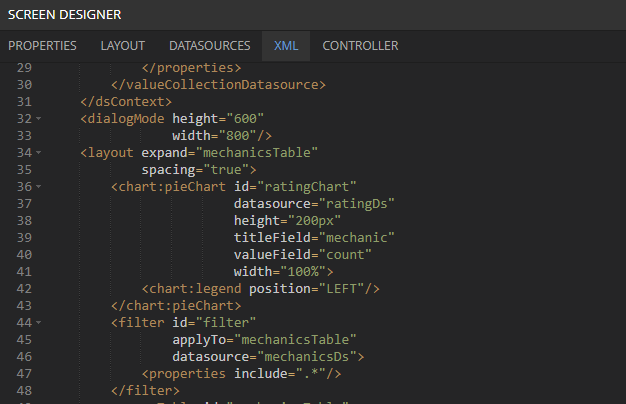 SCREEN DESIGNER
PROPERTIES LAYOUT DATASOURCES XML CONTROLLER
29 </properties>
30 </valueCollectionDatasource>
31 </dsContext>
32 <dialogMode height="600"
33 width="800"/>
34 <layout expand="mechanicsTable"
35 spacing="true">
36 <chart:pieChart id="ratingChart"
37 datasource="ratingDs"
38 height="200px"
39 titleField="mechanic"
40 valueField="count"
41 width="100%">
42 <chart:legend position="LEFT"/>
43 </chart:pieChart>
44 <filter id="filter"
45 applyTo="mechanicsTable"
46 datasource="mechanicsDs">
47 <properties include=".*"/>
48 </filter>